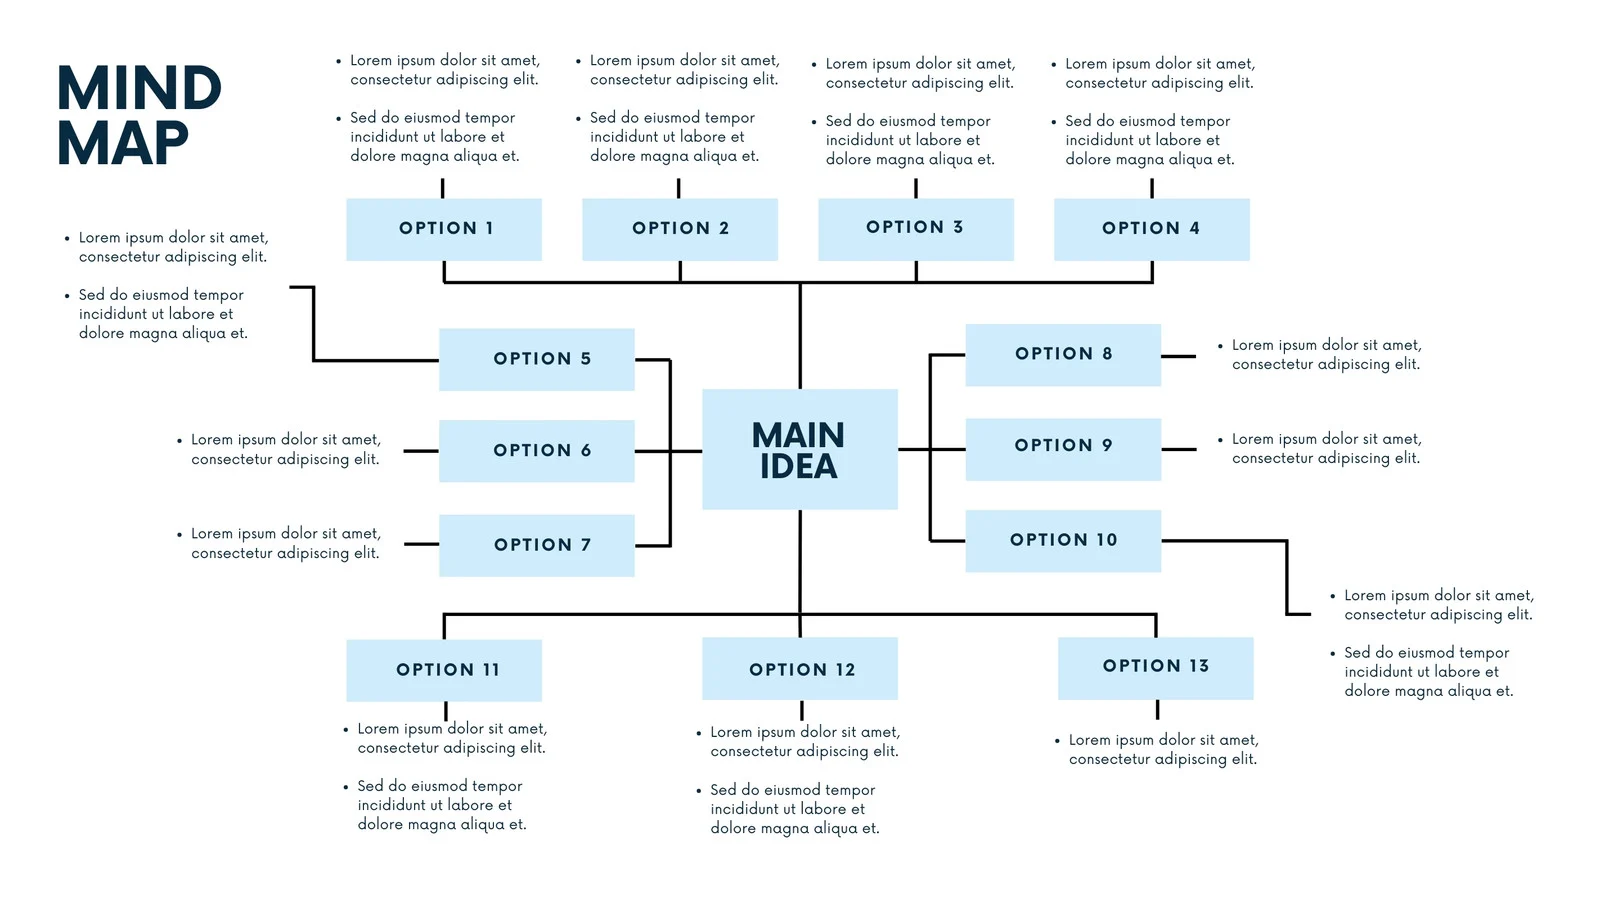 MIND
MAP
• Lorem ipsum dolor sit amet,
consectetur adipiscing elit.
• Sed do eiusmod tempor
incididunt ut labore et
dolore magna aliqua et.
• Lorem ipsum dolor sit amet,
consectetur adipiscing elit.
• Sed do eiusmod tempor
incididunt ut labore et
dolore magna aliqua et.
• Lorem ipsum dolor sit amet,
consectetur adipiscing elit.
• Sed do eiusmod tempor
incididunt ut labore et
dolore magna aliqua et.
• Lorem ipsum dolor sit amet,
consectetur adipiscing elit.
• Sed do eiusmod tempor
incididunt ut labore et
dolore magna aliqua et.
OPTION 1
OPTION 2
OPTION 3
OPTION 4
• Lorem ipsum dolor sit amet,
consectetur adipiscing elit.
• Sed do eiusmod tempor
incididunt ut labore et
dolore magna aliqua et.
OPTION 5
OPTION 8
• Lorem ipsum dolor sit amet,
consectetur adipiscing elit.
• Lorem ipsum dolor sit amet,
consectetur adipiscing elit.
OPTION 6
MAIN
IDEA
OPTION 9
• Lorem ipsum dolor sit amet,
consectetur adipiscing elit.
• Lorem ipsum dolor sit amet,
consectetur adipiscing elit.
OPTION 7
OPTION 10
• Lorem ipsum dolor sit amet,
consectetur adipiscing elit.
• Sed do eiusmod tempor
incididunt ut labore et
dolore magna aliqua et.
OPTION 11
OPTION 12
OPTION 13
• Lorem ipsum dolor sit amet,
consectetur adipiscing elit.
• Sed do eiusmod tempor
incididunt ut labore et
dolore magna aliqua et.
• Lorem ipsum dolor sit amet,
consectetur adipiscing elit.
• Sed do eiusmod tempor
incididunt ut labore et
dolore magna aliqua et.
• Lorem ipsum dolor sit amet,
consectetur adipiscing elit.